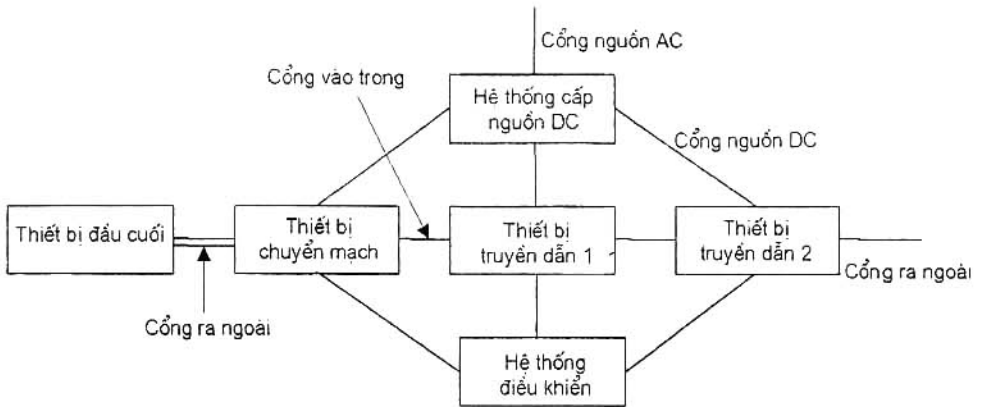 Cổng nguồn AC
Cổng vào trong
Hệ thống cấp
nguồn DC
Cổng nguồn DC
Thiết bị đầu cuối
Thiết bị
chuyển mạch
Thiết bị
truyền dẫn 1
Thiết bị
truyền dẫn 2
Cổng ra ngoài
Cổng ra ngoài
Hệ thống
điều khiển